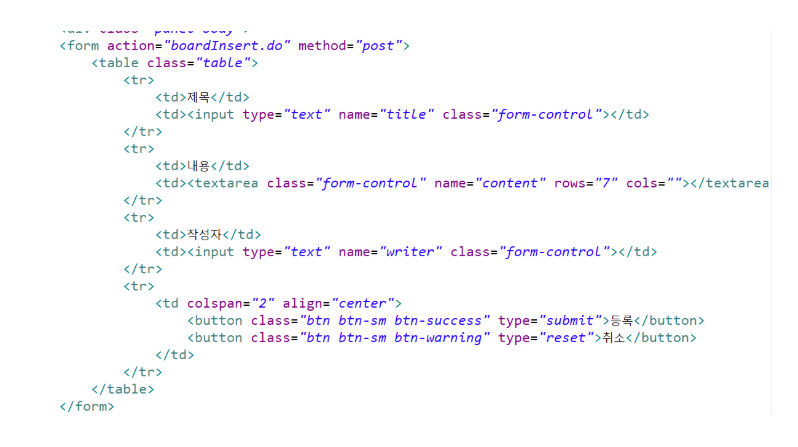 <div class="panel-body">
<form action="boardInsert.do" method="post">
<table class="table">
<tr>
<td>제목</td>
<td><input type="text" name="title" class="form-control"></td>
</tr>
<tr>
<td>내용</td>
<td><textarea class="form-control" name="content" rows="7" cols=""></textarea
</tr>
<tr>
<td>작성자</td>
<td><input type="text" name="writer" class="form-control"></td>
</tr>
<tr>
<td colspan="2" align="center">
<button class="btn btn-sm btn-success" type="submit">등록</button>
<button class="btn btn-sm btn-warning" type="reset">취소</button>
</td>
</tr>
</table>
</form>